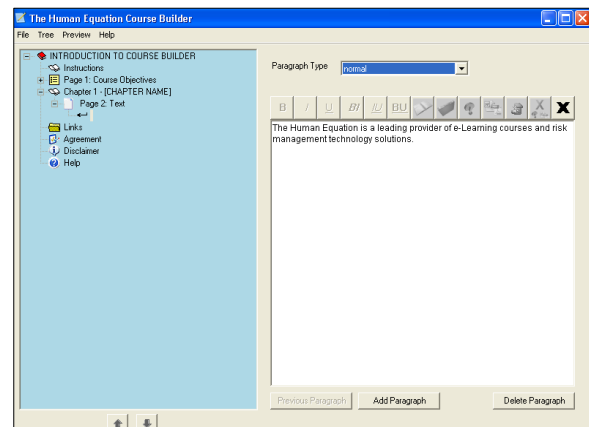 The Human Equation Course Builder
File Tree Preview Help
INTRODUCTION TO COURSE BUILDER
Instructions
Page 1: Course Objectives
Chapter 1 - [CHAPTER NAME]
Page 2: Text
Links
Agreement
Disclaimer
Help
Paragraph Type normal
B I U BI IU BU
The Human Equation is a leading provider of e-Learning courses and risk
management technology solutions.
Previous Paragraph Add Paragraph Delete Paragraph